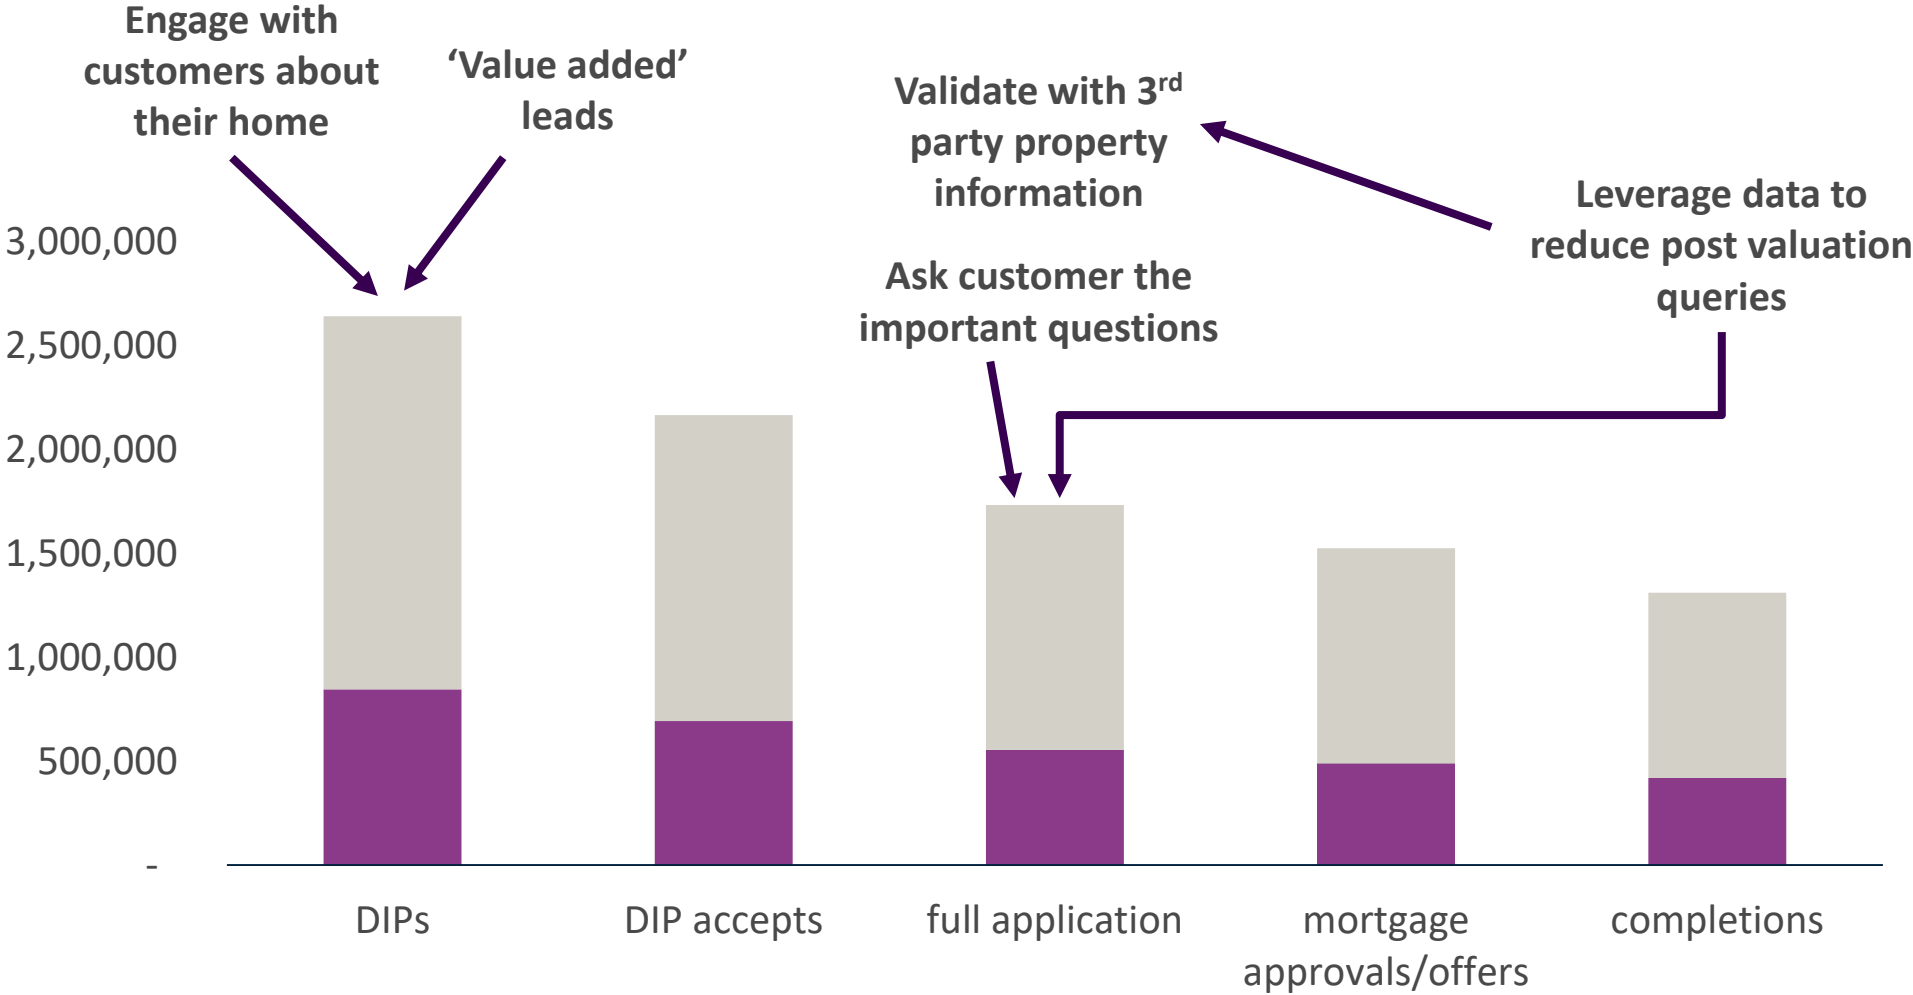 Engage with
customers about
their home
‘Value added’
leads
Validate with 3rd
party property
information
Leverage data to
reduce post valuation
queries
Ask customer the
important questions
3,000,000
2,500,000
2,000,000
1,500,000
1,000,000
500,000
-
DIPs
DIP accepts
full application
mortgage
approvals/offers
completions